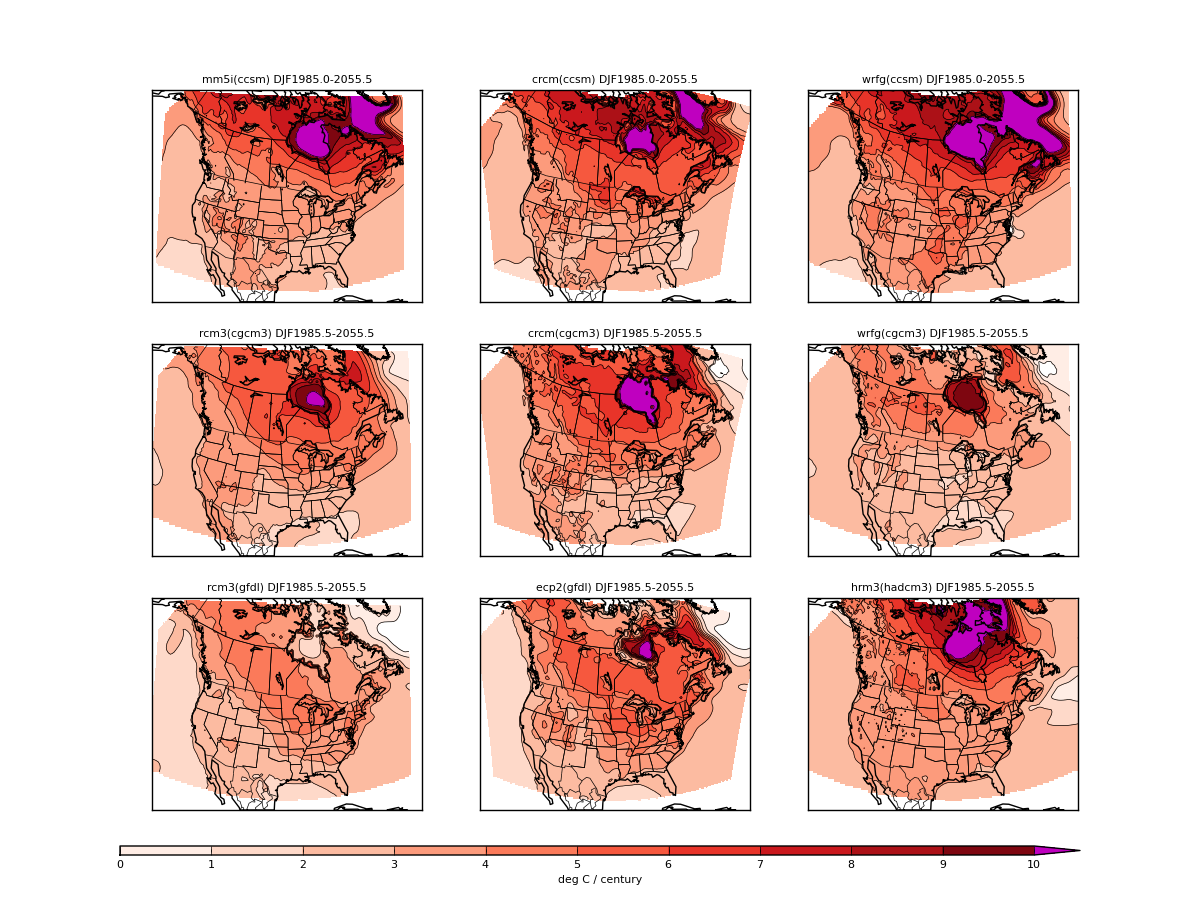 mm5i(ccsm) DJF1985.0-2055.5
crcm(ccsm) DJF1985.0-2055.5
wrfg(ccsm) DJF1985.0-2055.5
rcm3(cgcm3) DJF1985.5-2055.5
crcm(cgcm3) DJF1985.5-2055.5
wrfg(cgcm3) DJF1985.5-2055.5
rcm3(gfdl) DJF1985.5-2055.5
ecp2(gfdl) DJF1985.5-2055.5
hrm3(hadcm3) DJF1985.5-2055.5
0 1 2 3 4 5 6 7 8 9 10
deg C / century